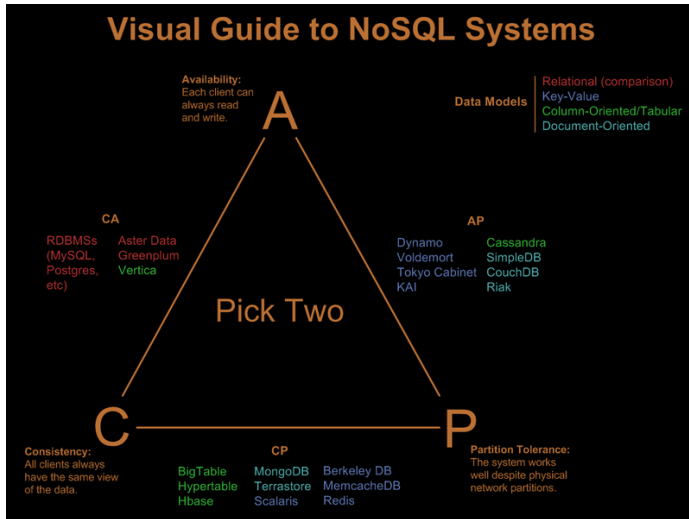 Visual Guide to NoSQL Systems
Availability:
Each client can
always read
and write.
A
Data Models
Relational (comparison)
Key-Value
Column-Oriented/Tabular
Document-Oriented
CA
RDBMSs
(MySQL,
Postgres,
etc)
Aster Data
Greenplum
Vertica
AP
Dynamo
Voldemort
Tokyo Cabinet
KAI
Cassandra
SimpleDB
CouchDB
Riak
Pick Two
C
P
Consistency:
All clients always
have the same view
of the data.
CP
BigTable
Hypertable
Hbase
MongoDB
Terrastore
Scalaris
Berkeley DB
MemcacheDB
Redis
Partition Tolerance:
The system works
well despite physical
network partitions.